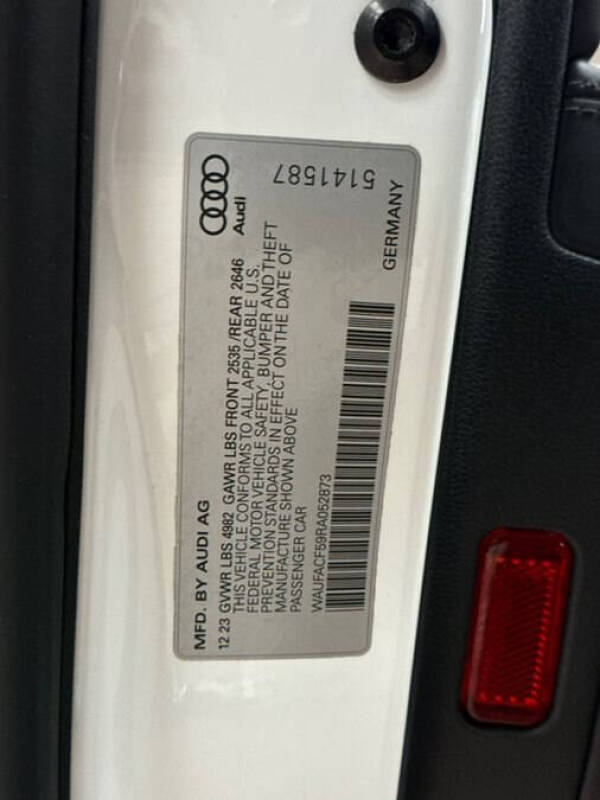 MFD. BY AUDI AG
Audi
12 23 GVWR LBS 4982 GAWR LBS FRONT 2535 /REAR 2646
THIS VEHICLE CONFORMS TO ALL APPLICABLE U.S.
FEDERAL MOTOR VEHICLE SAFETY, BUMPER AND THEFT
PREVENTION STANDARDS IN EFFECT ON THE DATE OF
MANUFACTURE SHOWN ABOVE
PASSENGER CAR
WAUFACF59RA052873
GERMANY
5141587